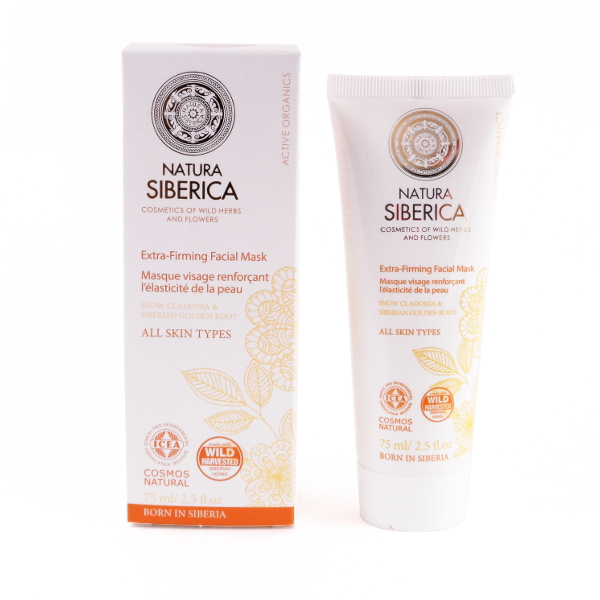 NATURA
SIBERICA
COSMETICS OF WILD HERBS
AND FLOWERS
ACTIVE ORGANICS
Extra-Firming Facial Mask
Masque visage renforçant
l'élasticité de la peau
SNOW CLADONIA &
SIBERIAN GOLDEN ROOT
ALL SKIN TYPES
ICEA
COSMOS
NATURAL
WILD
HARVESTED
SIBERIAN
HERBS
75 ml/ 2.5 fl.oz
BORN IN SIBERIA
NATURA
SIBERICA
COSMETICS OF WILD HERBS
AND FLOWERS
Extra-Firming Facial Mask
Masque visage renforçant
l'élasticité de la peau
SNOW CLADONIA &
SIBERIAN GOLDEN ROOT
ALL SKIN TYPES
ICEA
COSMOS
NATURAL
WILD
HARVESTED
75 ml/ 2.5 fl.oz
BORN IN SIBERIA